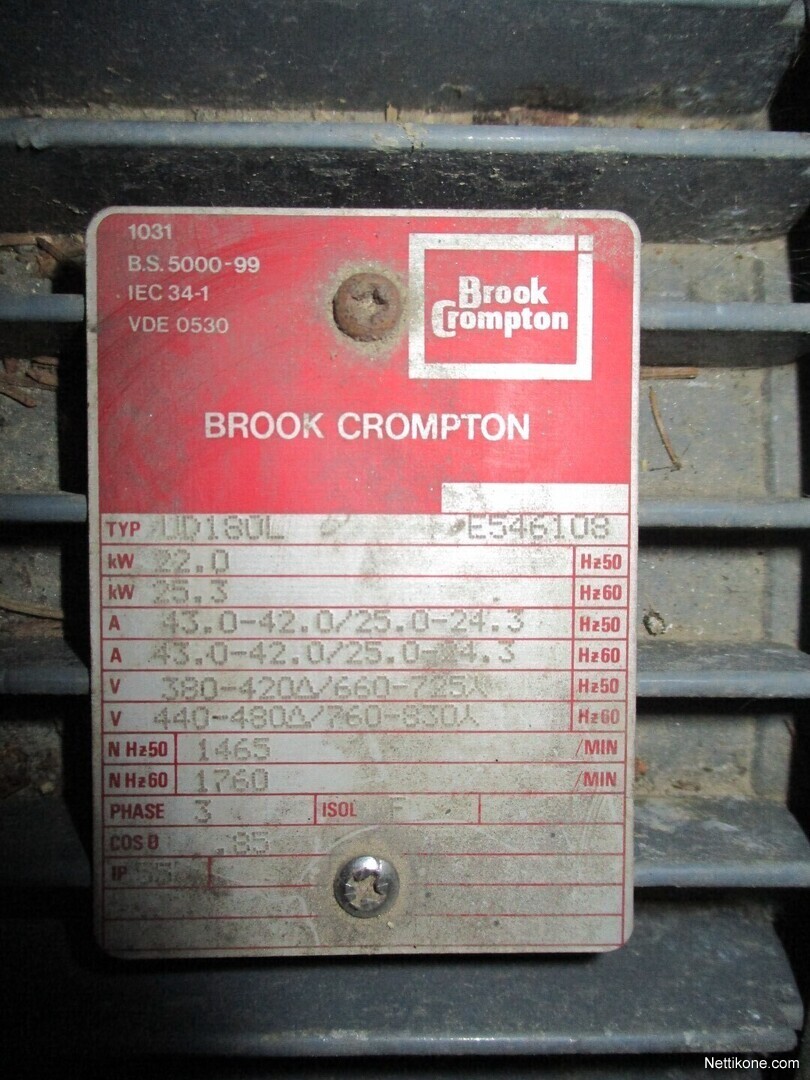 1031
B.S. 5000-99
IEC 34-1
VDE 0530
Brook
Crompton
BROOK CROMPTON
TYP UD180L E546108
kW 22.0 Hz50
kW 25.3 Hz60
A 43.0-42.0/25.0-24.3 Hz50
A 43.0-42.0/25.0-24.3 Hz60
V 380-420Δ/660-725⅄ Hz50
V 440-480Δ/760-830⅄ Hz60
N Hz50 1465 /MIN
N Hz60 1760 /MIN
PHASE 3 ISOL F
COS Ø .85
IP 55
Nettikone.com